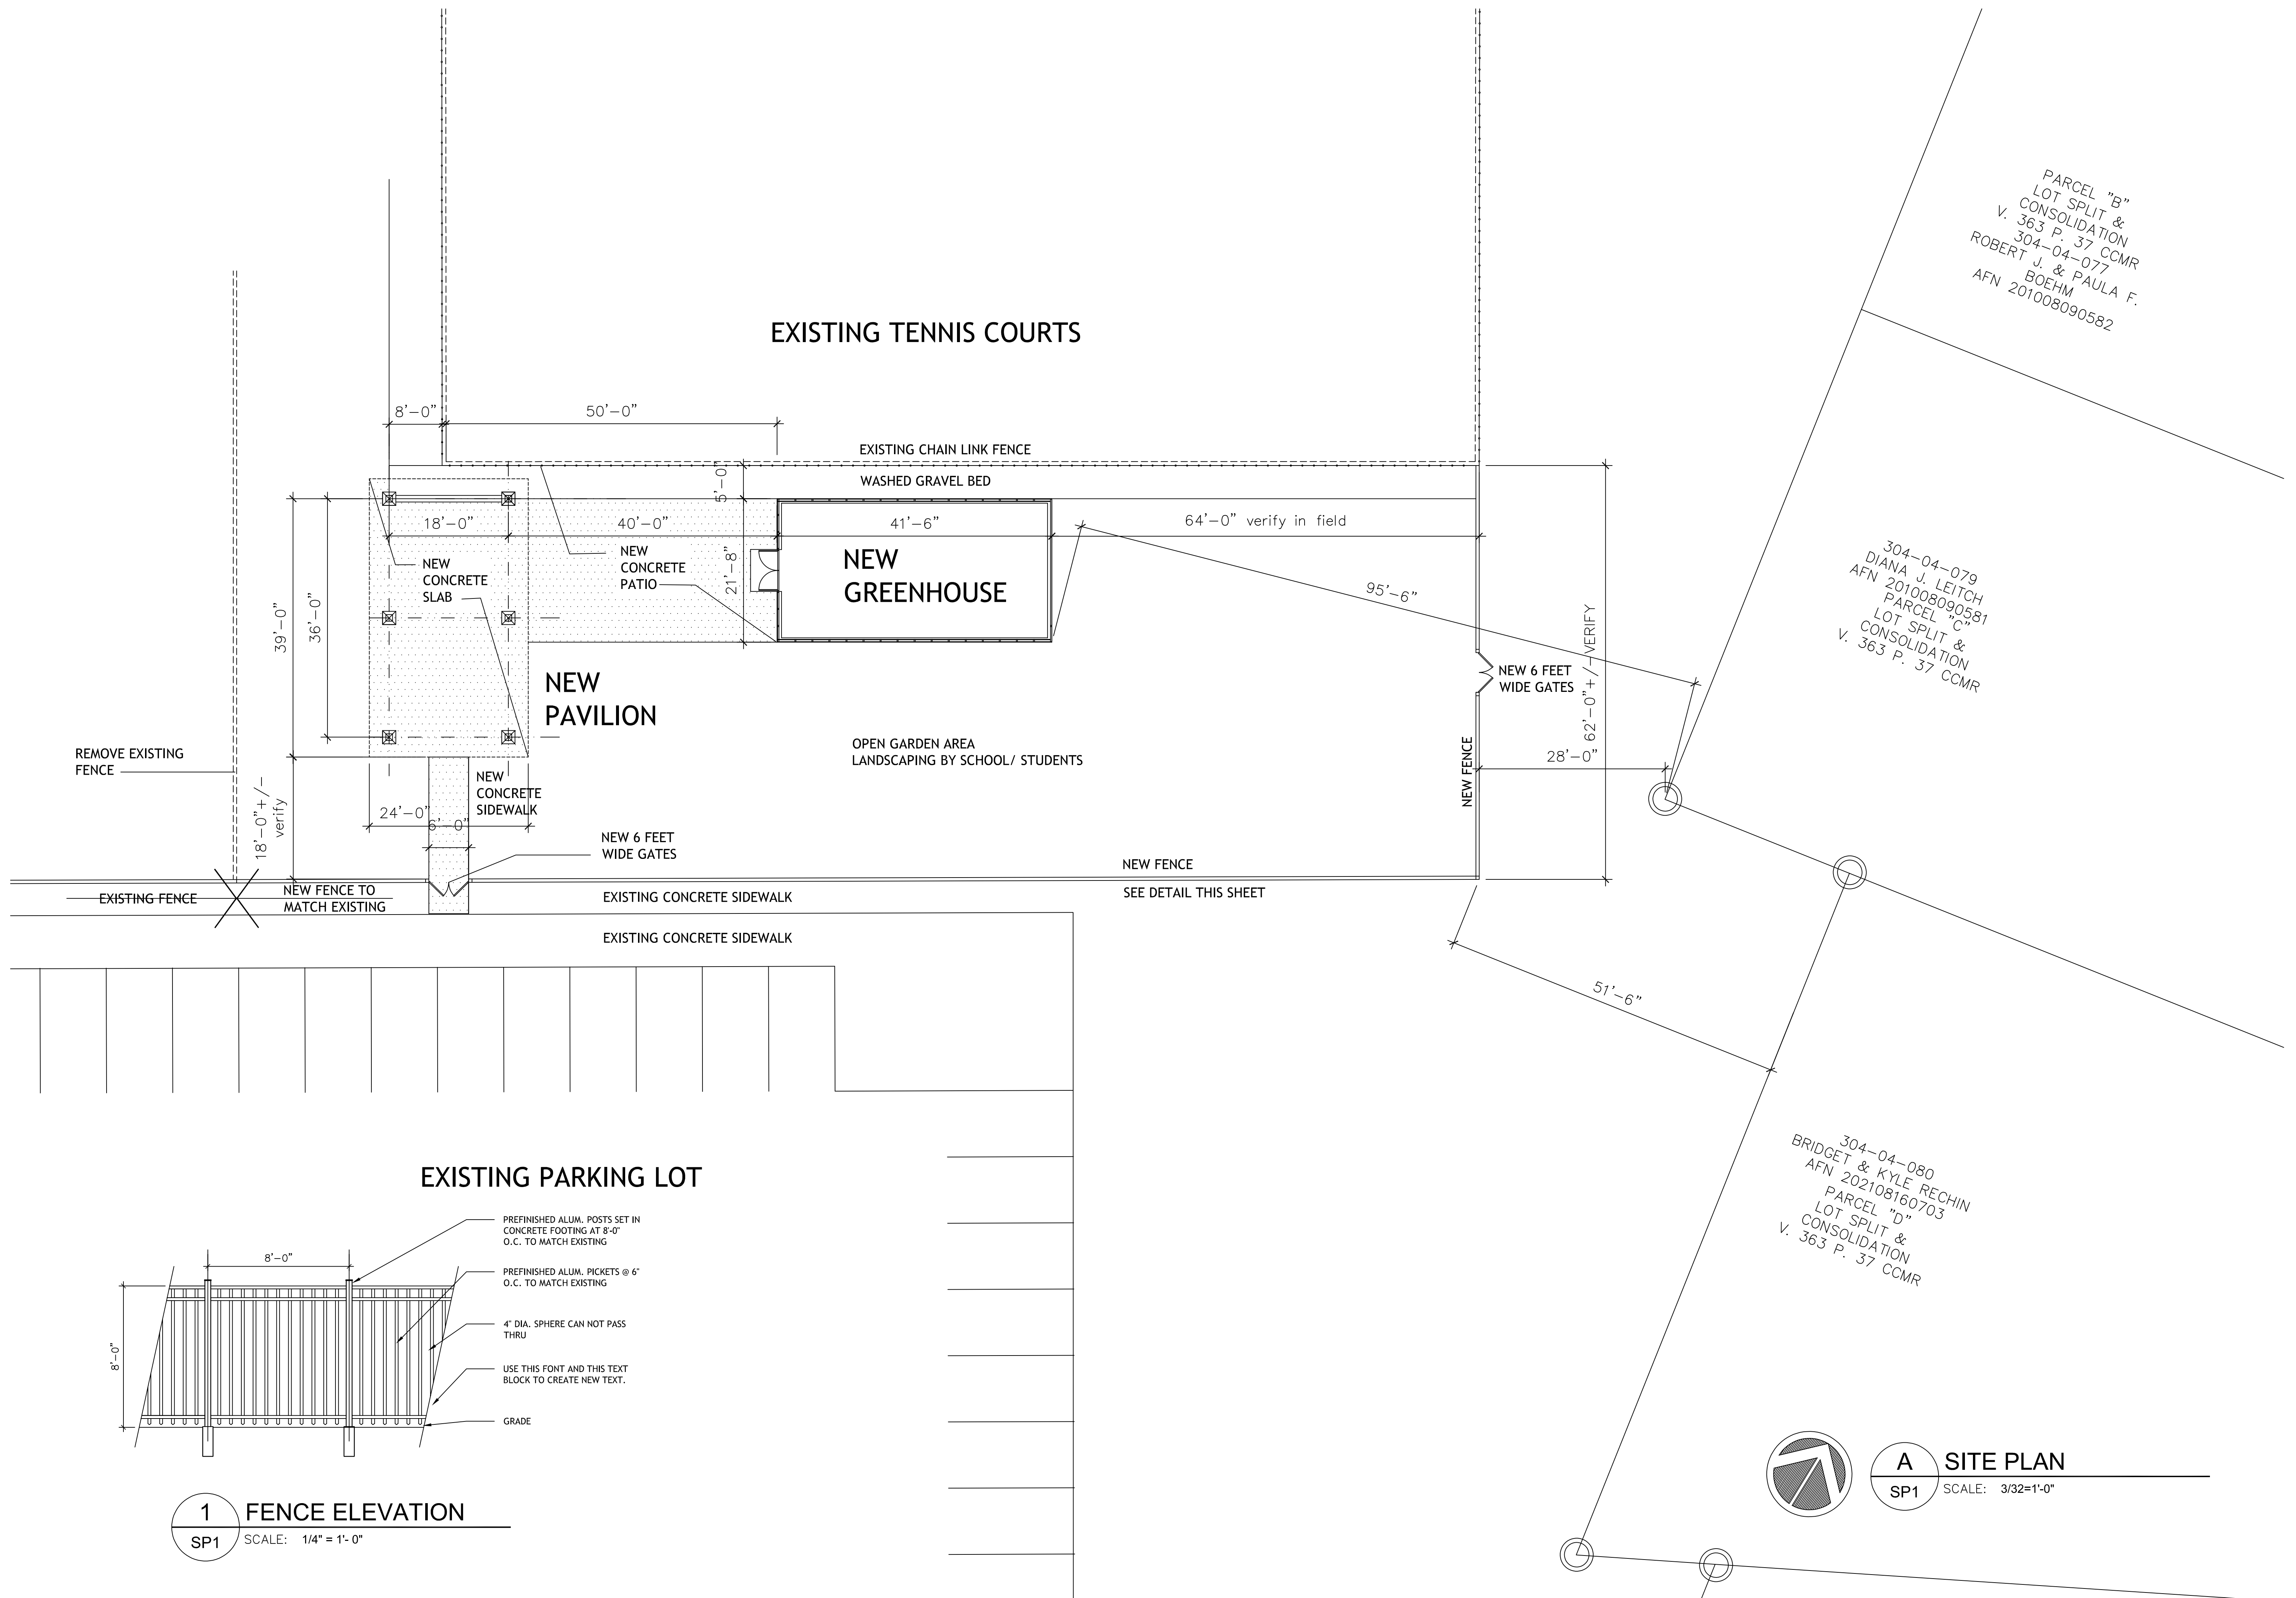 PARCEL "B"
LOT SPLIT &
CONSOLIDATION
V. 363 P. 37 CCMR
304-04-077
ROBERT J. & PAULA F.
BOEHM
AFN 201008090582
EXISTING TENNIS COURTS
8'-0"
50'-0"
EXISTING CHAIN LINK FENCE
WASHED GRAVEL BED
5'-0"
18'-0"
40'-0"
41'-6"
64'-0" verify in field
NEW
CONCRETE
SLAB
NEW
CONCRETE
PATIO
21'-8"
NEW
GREENHOUSE
95'-6"
39'-0"
36'-0"
304-04-079
DIANA J. LEITCH
AFN 201008090581
PARCEL "C"
LOT SPLIT &
CONSOLIDATION
V. 363 P. 37 CCMR
62'-0"+/-VERIFY
NEW 6 FEET
WIDE GATES
NEW
PAVILION
OPEN GARDEN AREA
LANDSCAPING BY SCHOOL/ STUDENTS
REMOVE EXISTING
FENCE
28'-0"
NEW FENCE
NEW
CONCRETE
SIDEWALK
18'-0"+/-
verify
24'-0"
6'-0"
NEW 6 FEET
WIDE GATES
NEW FENCE
SEE DETAIL THIS SHEET
EXISTING FENCE
NEW FENCE TO
MATCH EXISTING
EXISTING CONCRETE SIDEWALK
EXISTING CONCRETE SIDEWALK
51'-6"
304-04-080
BRIDGET & KYLE RECHIN
AFN 202108160703
PARCEL "D"
LOT SPLIT &
CONSOLIDATION
V. 363 P. 37 CCMR
EXISTING PARKING LOT
PREFINISHED ALUM. POSTS SET IN
CONCRETE FOOTING AT 8'-0"
O.C. TO MATCH EXISTING
8'-0"
PREFINISHED ALUM. PICKETS @ 6"
O.C. TO MATCH EXISTING
4" DIA. SPHERE CAN NOT PASS
THRU
8'-0"
USE THIS FONT AND THIS TEXT
BLOCK TO CREATE NEW TEXT.
GRADE
1
SP1
FENCE ELEVATION
SCALE: 1/4" = 1'- 0"
A
SP1
SITE PLAN
SCALE: 3/32=1'-0"